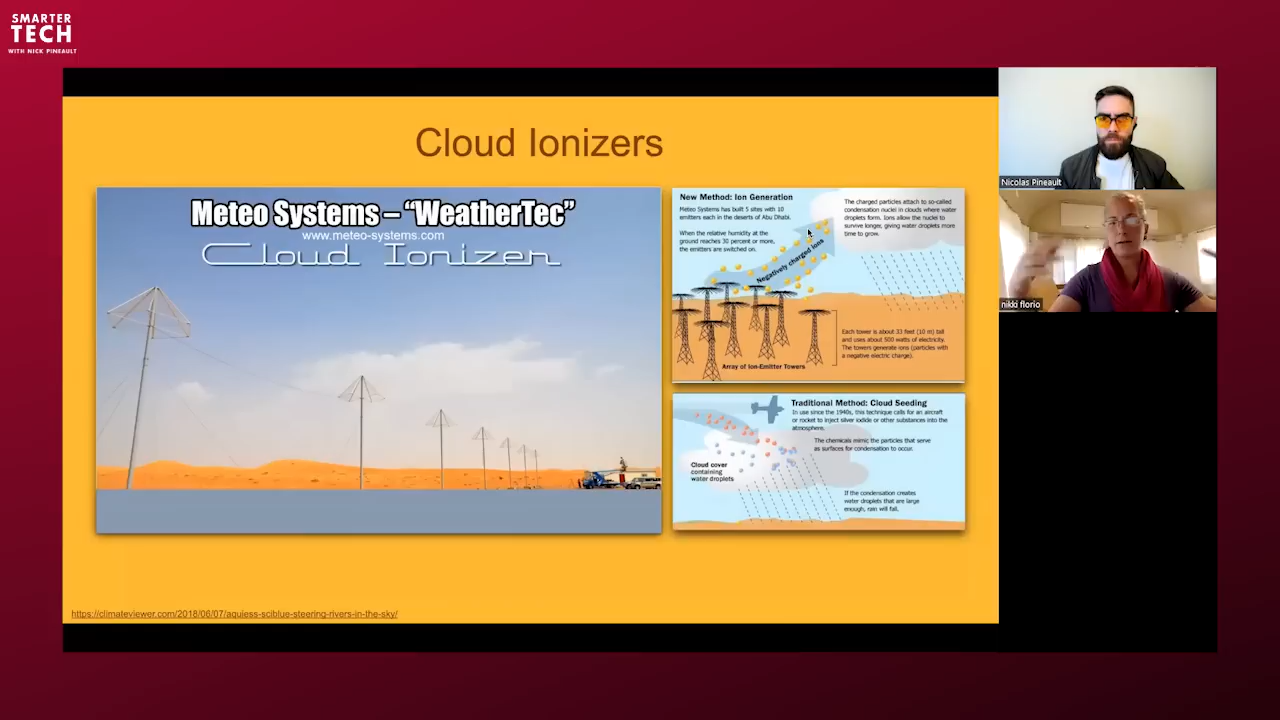 SMARTER
TECH
WITH NICK PINEAULT
Cloud Ionizers
Meteo Systems – “WeatherTec”
www.meteo-systems.com
Cloud Ionizer
New Method: Ion Generation
Meteo Systems has built 5 sites with 10
emitters each in the deserts of Abu Dhabi.
When the relative humidity at the
ground reaches 30 percent or more,
the emitters are switched on.
The charged particles attach to so-called
condensation nuclei in clouds where water
droplets form. Ions allow the nuclei to
survive longer, giving water droplets more
time to grow.
Negatively charged ions
Each tower is about 33 feet (10 m) tall
and uses about 500 watts of electricity.
The towers generate ions (particles with
a negative electric charge).
Array of Ion-Emitter Towers
Traditional Method: Cloud Seeding
In use since the 1940s, this technique calls for an aircraft
or rocket to inject silver iodide or other substances into the
atmosphere.
The chemicals mimic the particles that serve
as surfaces for condensation to occur.
Cloud cover
containing
water droplets
If the condensation creates
water droplets that are large
enough, rain will fall.
https://climateviewer.com/2018/06/07/aquiess-sciblue-steering-rivers-in-the-sky/
Nicolas Pineault
nikki florio